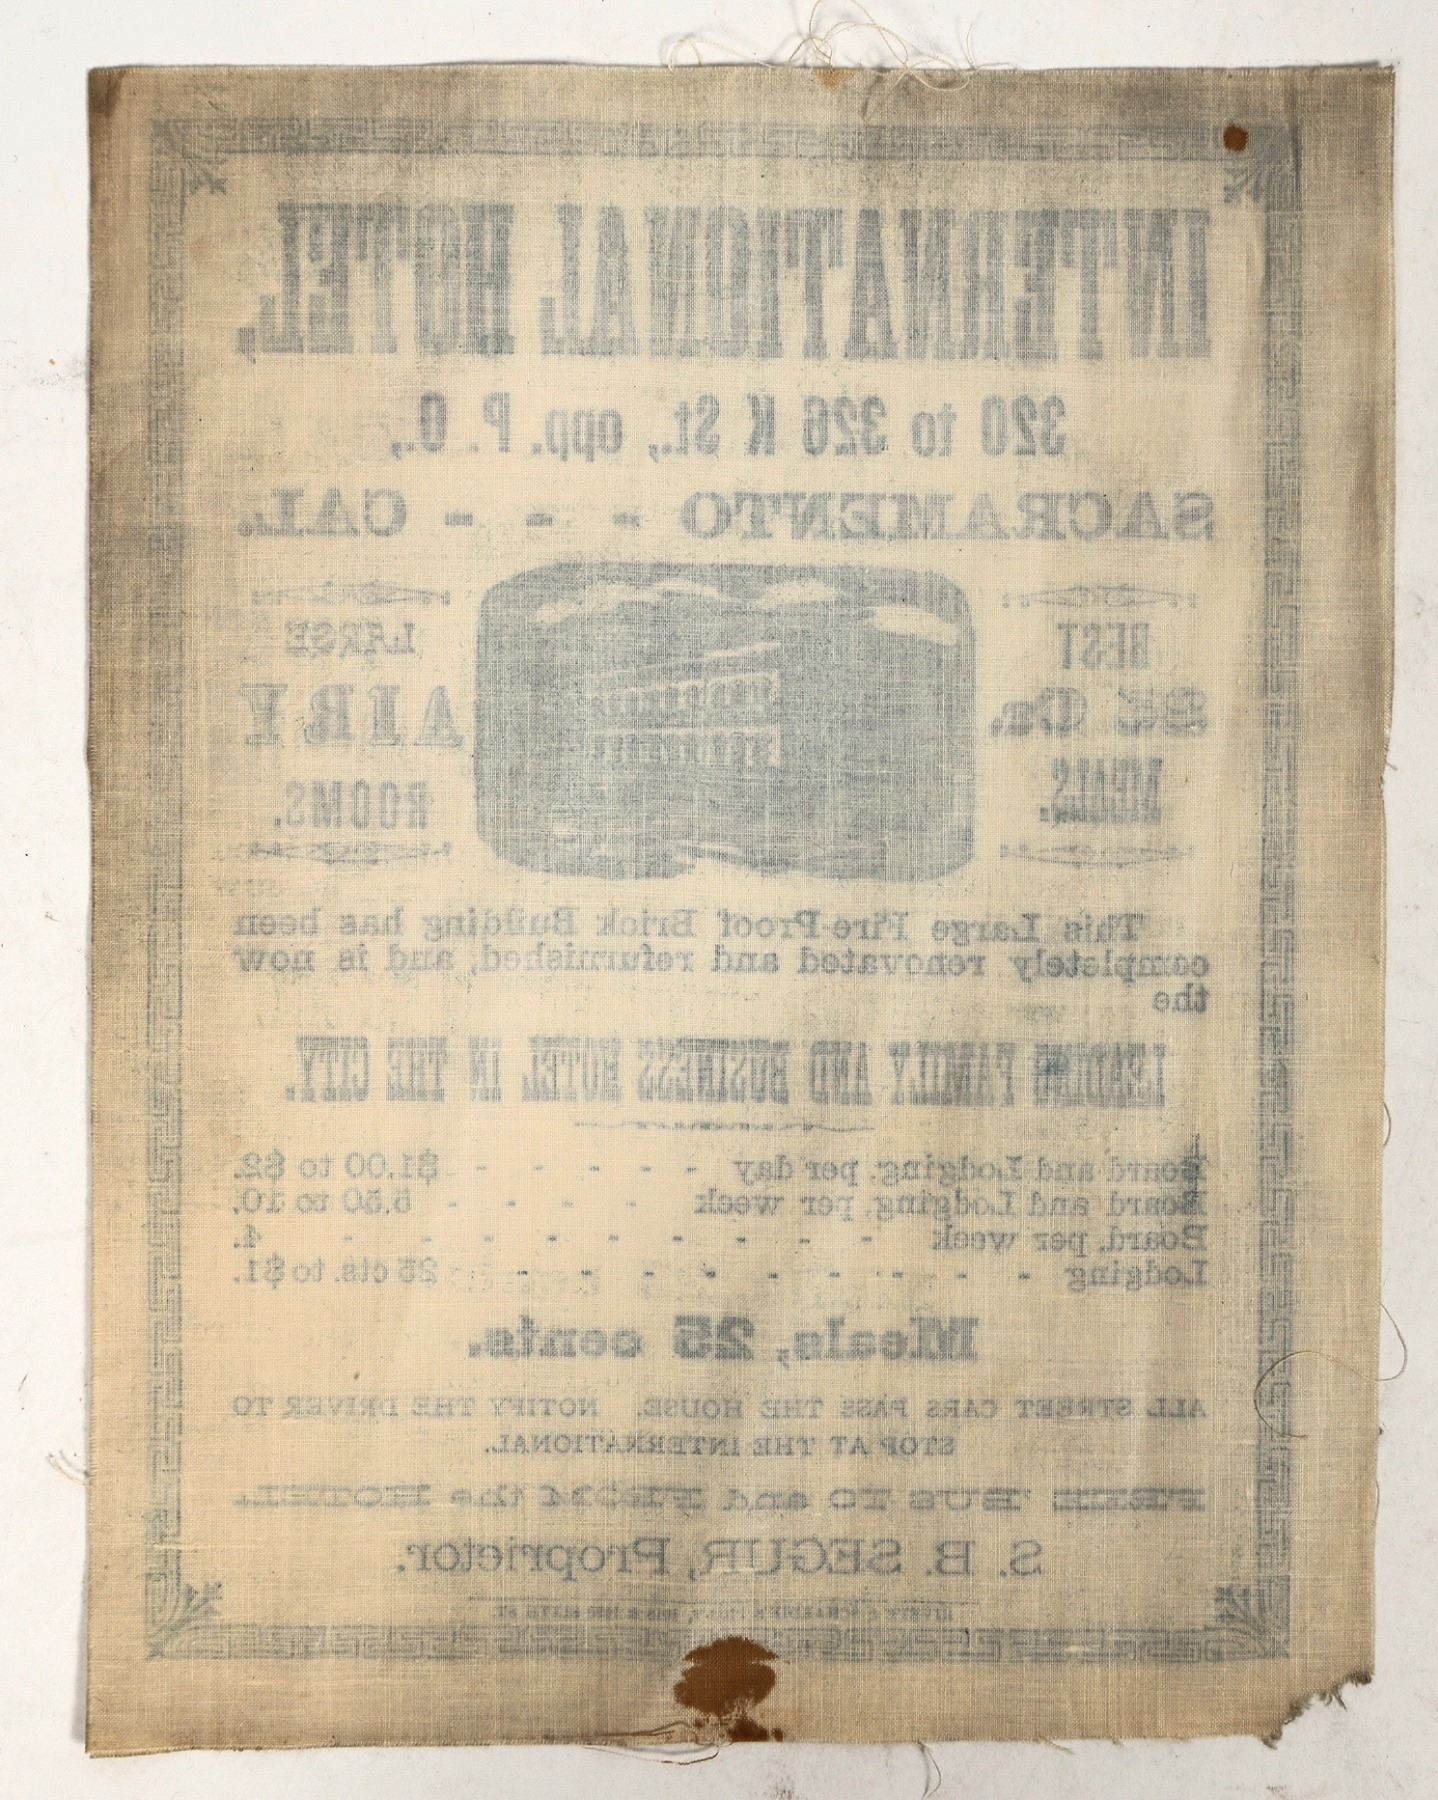 INTERNATIONAL HOTEL,
320 to 326 K St., opp. P. O.,
SACRAMENTO - - - CAL.
BEST
25 Ct.
MEALS.
LARGE
AIRY
ROOMS.
This Large Fire-Proof Brick Building has been
completely renovated and refurnished, and is now
the
LEADING FAMILY AND BUSINESS HOTEL IN THE CITY.
Board and Lodging, per day - - - - - $1.00 to $2.
Board and Lodging, per week - - - - 6.50 to 10.
Board, per week - - - - - - - - - 4.
Lodging - - - - - - - - - 25 cts. to $1.
Meals, 25 cents.
ALL STREET CARS PASS THE HOUSE. NOTIFY THE DRIVER TO
STOP AT THE INTERNATIONAL.
FREE BUS TO and FROM the HOTEL.
S. B. SEGUR, Proprietor.